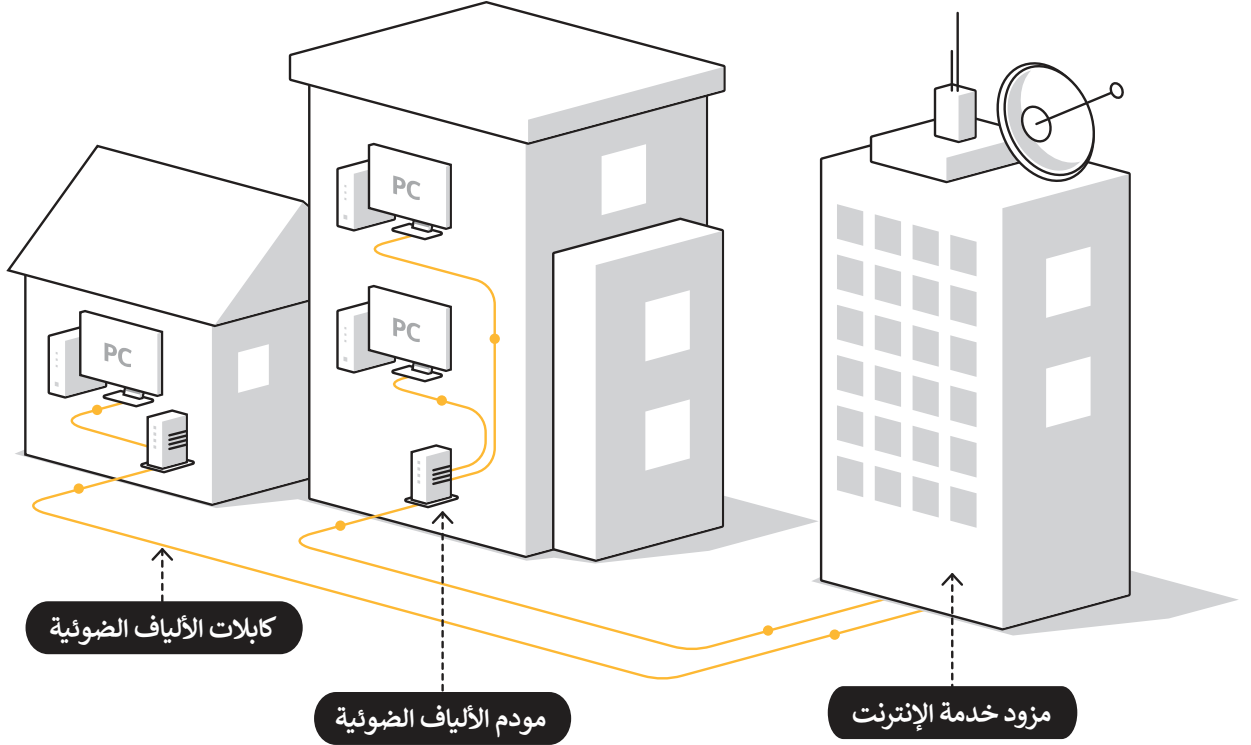 PC
PC
PC
كابلات الألياف الضوئية
مودم الألياف الضوئية
مزود خدمة الإنترنت